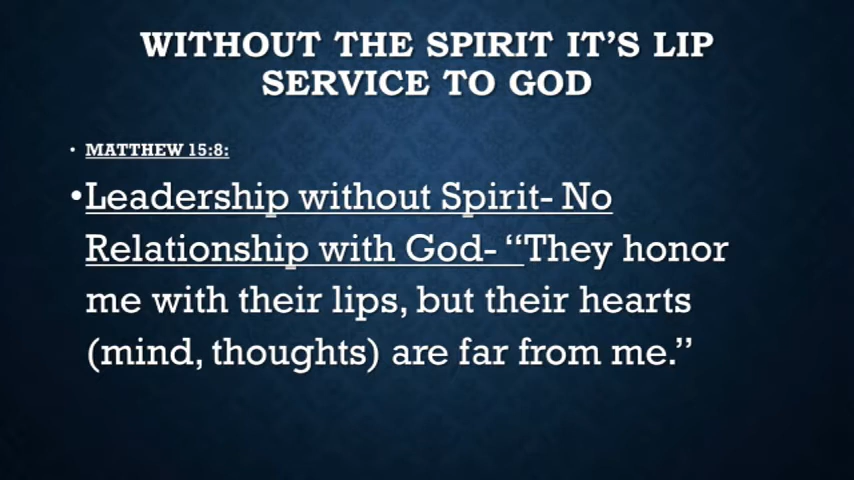 WITHOUT THE SPIRIT IT’S LIP
SERVICE TO GOD
• MATTHEW 15:8:
•Leadership without Spirit- No
Relationship with God- “They honor
me with their lips, but their hearts
(mind, thoughts) are far from me.”